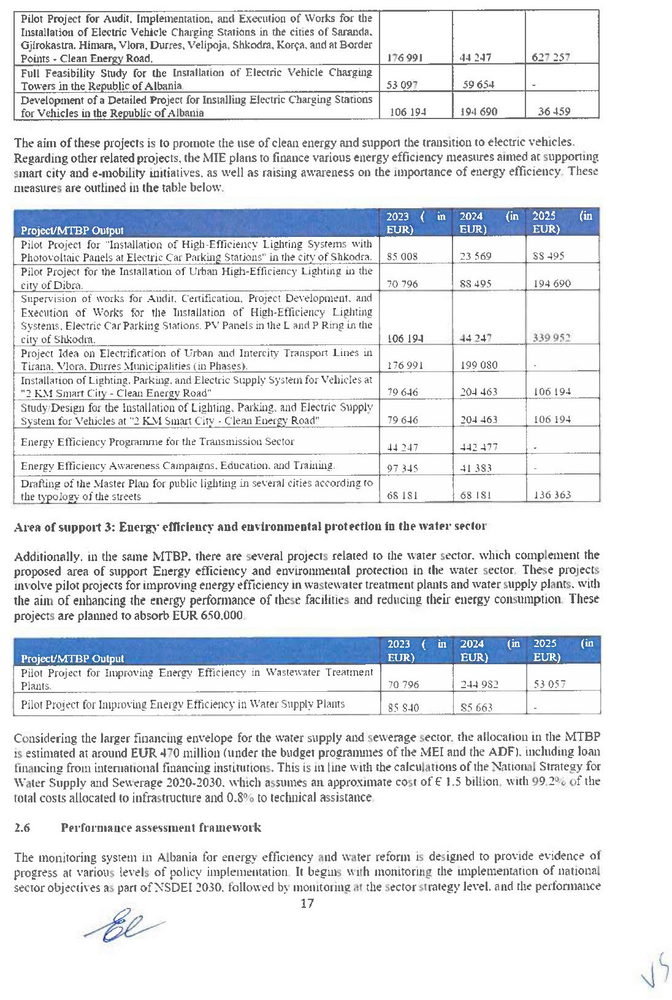 Pilot Project for Audit, Implementation, and Execution of Works for the
Installation of Electric Vehicle Charging Stations in the cities of Saranda,
Gjirokastra, Himara, Vlora, Durres, Velipoja, Shkodra, Korça, and at Border
Points - Clean Energy Road. 176 991 44 247 627 257
Full Feasibility Study for the Installation of Electric Vehicle Charging
Towers in the Republic of Albania 53 097 59 654 -
Development of a Detailed Project for Installing Electric Charging Stations
for Vehicles in the Republic of Albania 106 194 194 690 36 459
The aim of these projects is to promote the use of clean energy and support the transition to electric vehicles.
Regarding other related projects, the MIE plans to finance various energy efficiency measures aimed at supporting
smart city and e-mobility initiatives, as well as raising awareness on the importance of energy efficiency. These
measures are outlined in the table below.
2023 ( in 2024 (in 2025 (in
Project/MTBP Output EUR) EUR) EUR)
Pilot Project for "Installation of High-Efficiency Lighting Systems with
Photovoltaic Panels at Electric Car Parking Stations" in the city of Shkodra. 85 008 23 569 88 495
Pilot Project for the Installation of Urban High-Efficiency Lighting in the
city of Dibra. 70 796 88 495 194 690
Supervision of works for Audit, Certification, Project Development, and
Execution of Works for the Installation of High-Efficiency Lighting
Systems, Electric Car Parking Stations, PV Panels in the L and P Ring in the
city of Shkodra. 106 194 44 247 339 952
Project Idea on Electrification of Urban and Intercity Transport Lines in
Tirana, Vlora, Durres Municipalities (in Phases). 176 991 199 080 -
Installation of Lighting, Parking, and Electric Supply System for Vehicles at
"2 KM Smart City - Clean Energy Road" 79 646 204 463 106 194
Study/Design for the Installation of Lighting, Parking, and Electric Supply
System for Vehicles at "2 KM Smart City - Clean Energy Road" 79 646 204 463 106 194
Energy Efficiency Programme for the Transmission Sector 44 247 442 477 -
Energy Efficiency Awareness Campaigns, Education, and Training. 97 345 41 383 -
Drafting of the Master Plan for public lighting in several cities according to
the typology of the streets 68 181 68 181 136 363
Area of support 3: Energy efficiency and environmental protection in the water sector
Additionally, in the same MTBP, there are several projects related to the water sector, which complement the
proposed area of support Energy efficiency and environmental protection in the water sector. These projects
involve pilot projects for improving energy efficiency in wastewater treatment plants and water supply plants, with
the aim of enhancing the energy performance of these facilities and reducing their energy consumption. These
projects are planned to absorb EUR 650,000.
2023 ( in 2024 (in 2025 (in
Project/MTBP Output EUR) EUR) EUR)
Pilot Project for Improving Energy Efficiency in Wastewater Treatment
Plants. 70 796 244 982 53 057
Pilot Project for Improving Energy Efficiency in Water Supply Plants 85 840 85 663 -
Considering the larger financing envelope for the water supply and sewerage sector, the allocation in the MTBP
is estimated at around EUR 470 million (under the budget programmes of the MEI and the ADF), including loan
financing from international financing institutions. This is in line with the calculations of the National Strategy for
Water Supply and Sewerage 2020-2030, which assumes an approximate cost of € 1.5 billion, with 99.2% of the
total costs allocated to infrastructure and 0.8% to technical assistance.
2.6 Performance assessment framework
The monitoring system in Albania for energy efficiency and water reform is designed to provide evidence of
progress at various levels of policy implementation. It begins with monitoring the implementation of national
sector objectives as part of NSDEI 2030, followed by monitoring at the sector strategy level, and the performance
17